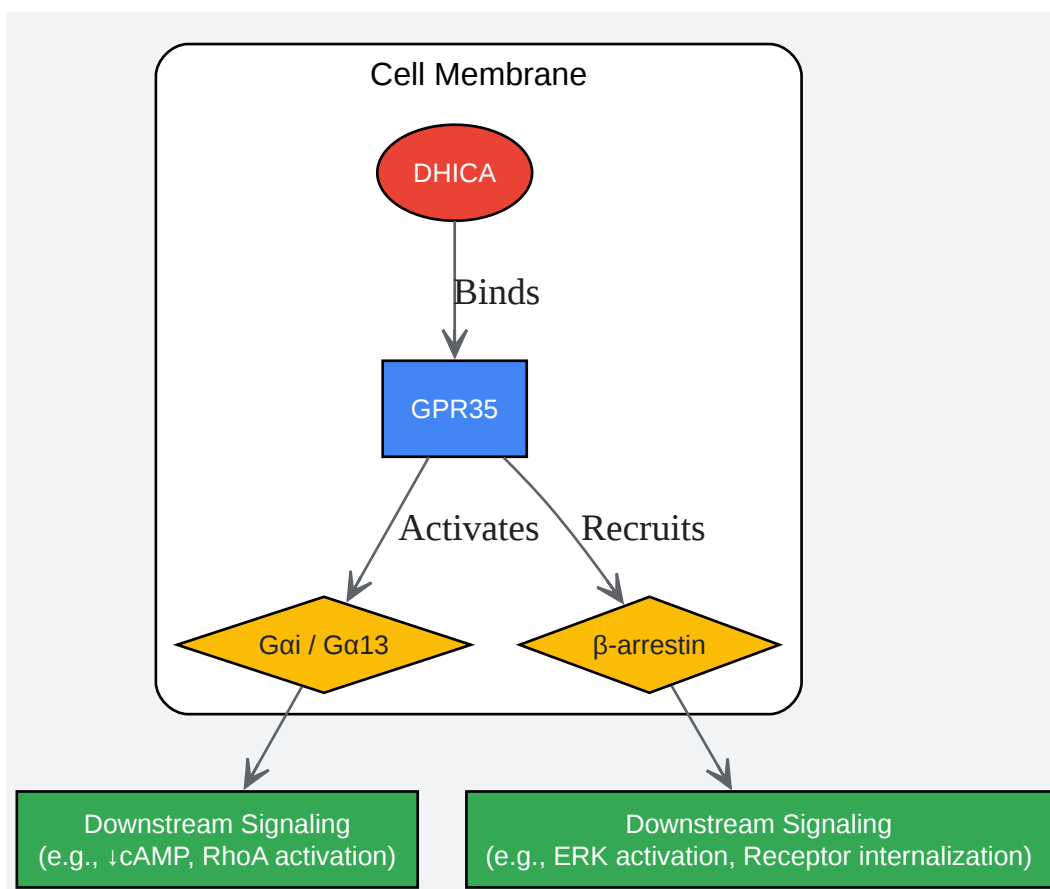 Cell Membrane
DHICA
Binds
GPR35
Activates
Recruits
Gαi / Gα13
β-arrestin
Downstream Signaling
(e.g., ↓cAMP, RhoA activation)
Downstream Signaling
(e.g., ERK activation, Receptor internalization)